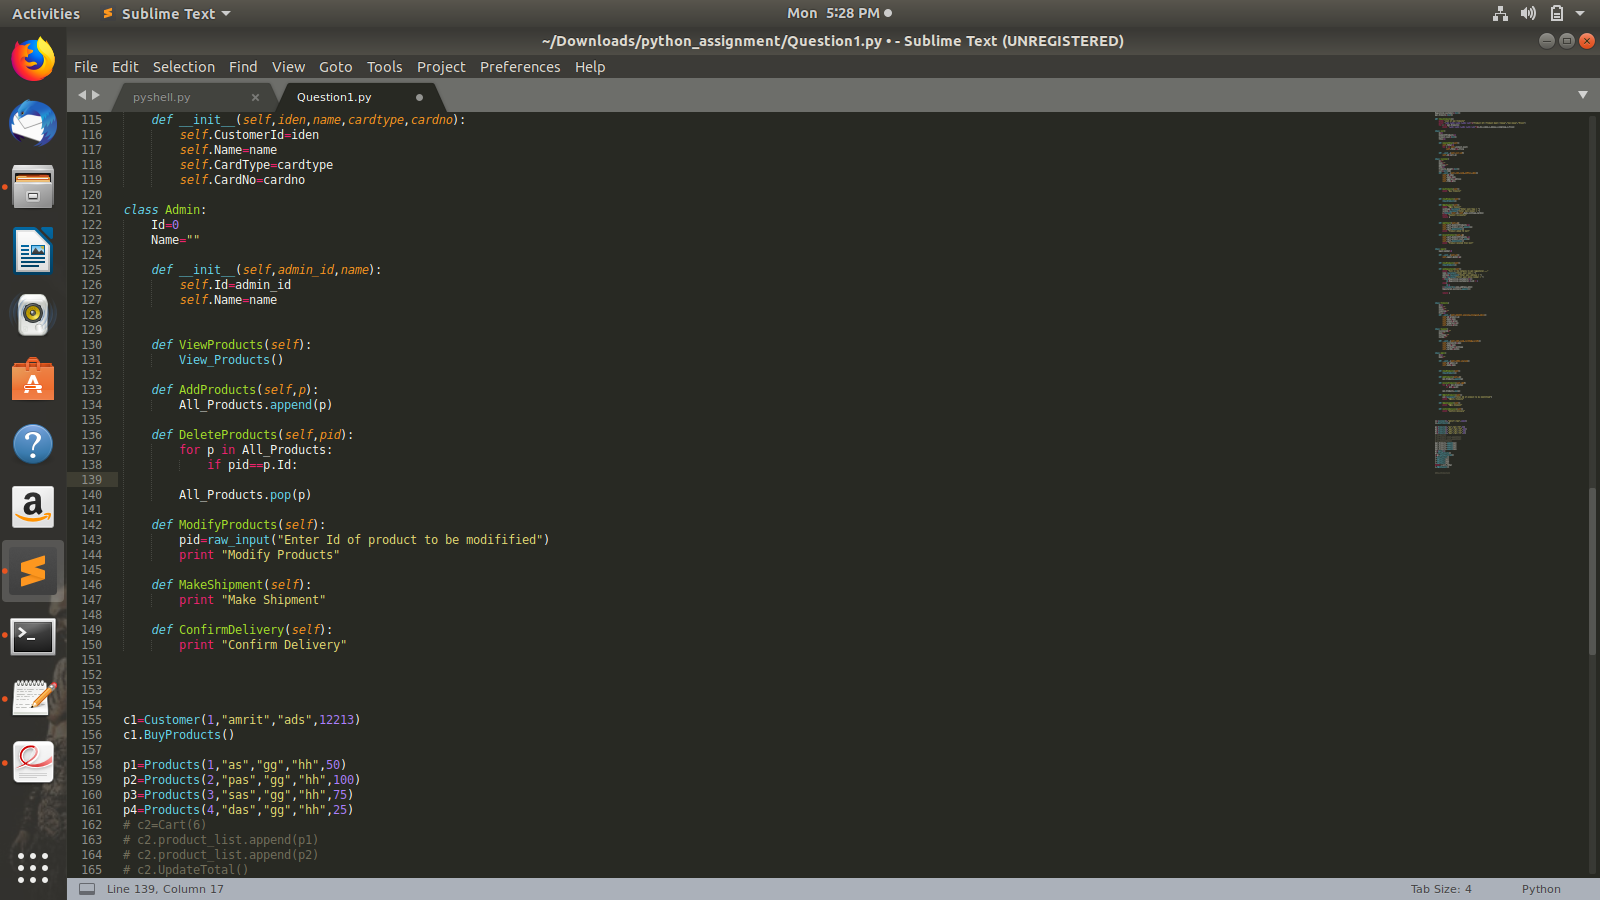 Activities Sublime Text Mon 5:28 PM
~/Downloads/python_assignment/Question1.py • - Sublime Text (UNREGISTERED)
File Edit Selection Find View Goto Tools Project Preferences Help
pyshell.py Question1.py
115 def __init__(self,iden,name,cardtype,cardno):
116 self.CustomerId=iden
117 self.Name=name
118 self.CardType=cardtype
119 self.CardNo=cardno
120
121 class Admin:
122 Id=0
123 Name=""
124
125 def __init__(self,admin_id,name):
126 self.Id=admin_id
127 self.Name=name
128
129
130 def ViewProducts(self):
131 View_Products()
132
133 def AddProducts(self,p):
134 All_Products.append(p)
135
136 def DeleteProducts(self,pid):
137 for p in All_Products:
138 if pid==p.Id:
139
140 All_Products.pop(p)
141
142 def ModifyProducts(self):
143 pid=raw_input("Enter Id of product to be modifified")
144 print "Modify Products"
145
146 def MakeShipment(self):
147 print "Make Shipment"
148
149 def ConfirmDelivery(self):
150 print "Confirm Delivery"
151
152
153
154
155 c1=Customer(1,"amrit","ads",12213)
156 c1.BuyProducts()
157
158 p1=Products(1,"as","gg","hh",50)
159 p2=Products(2,"pas","gg","hh",100)
160 p3=Products(3,"sas","gg","hh",75)
161 p4=Products(4,"das","gg","hh",25)
162 # c2=Cart(6)
163 # c2.product_list.append(p1)
164 # c2.product_list.append(p2)
165 # c2.UpdateTotal()
Line 139, Column 17 Tab Size: 4 Python